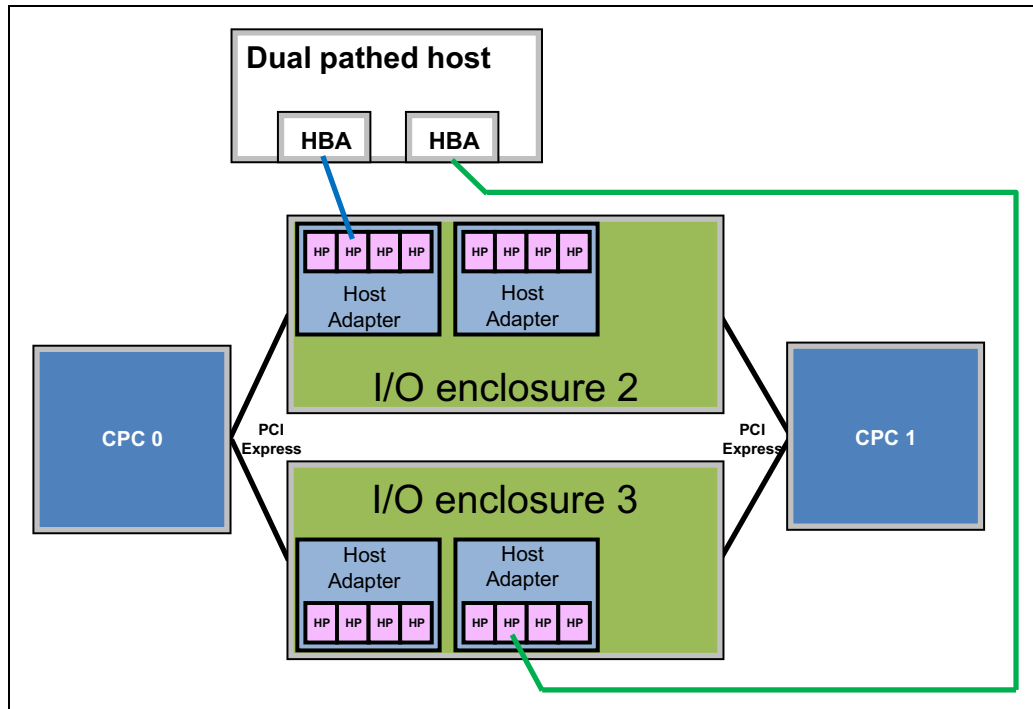 Dual pathed host
HBA
HBA
HP HP HP HP
HP HP HP HP
Host
Adapter
Host
Adapter
I/O enclosure 2
CPC 0
PCI
Express
PCI
Express
CPC 1
I/O enclosure 3
Host
Adapter
Host
Adapter
HP HP HP HP
HP HP HP HP